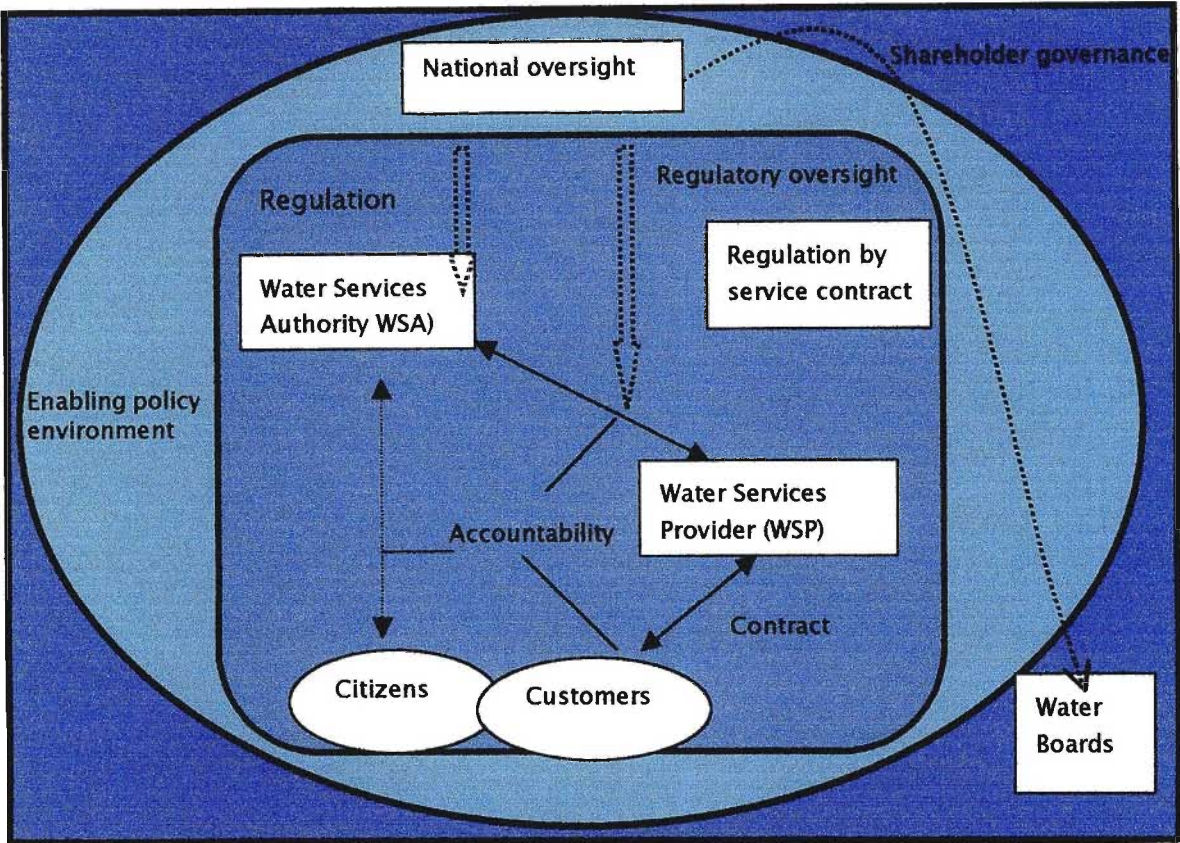 National oversight
Shareholder governance
Regulation
Regulatory oversight
Regulation by
service contract
Water Services
Authority WSA)
Enabling policy
environment
Water Services
Provider (WSP)
Accountability
Contract
Citizens
Customers
Water
Boards